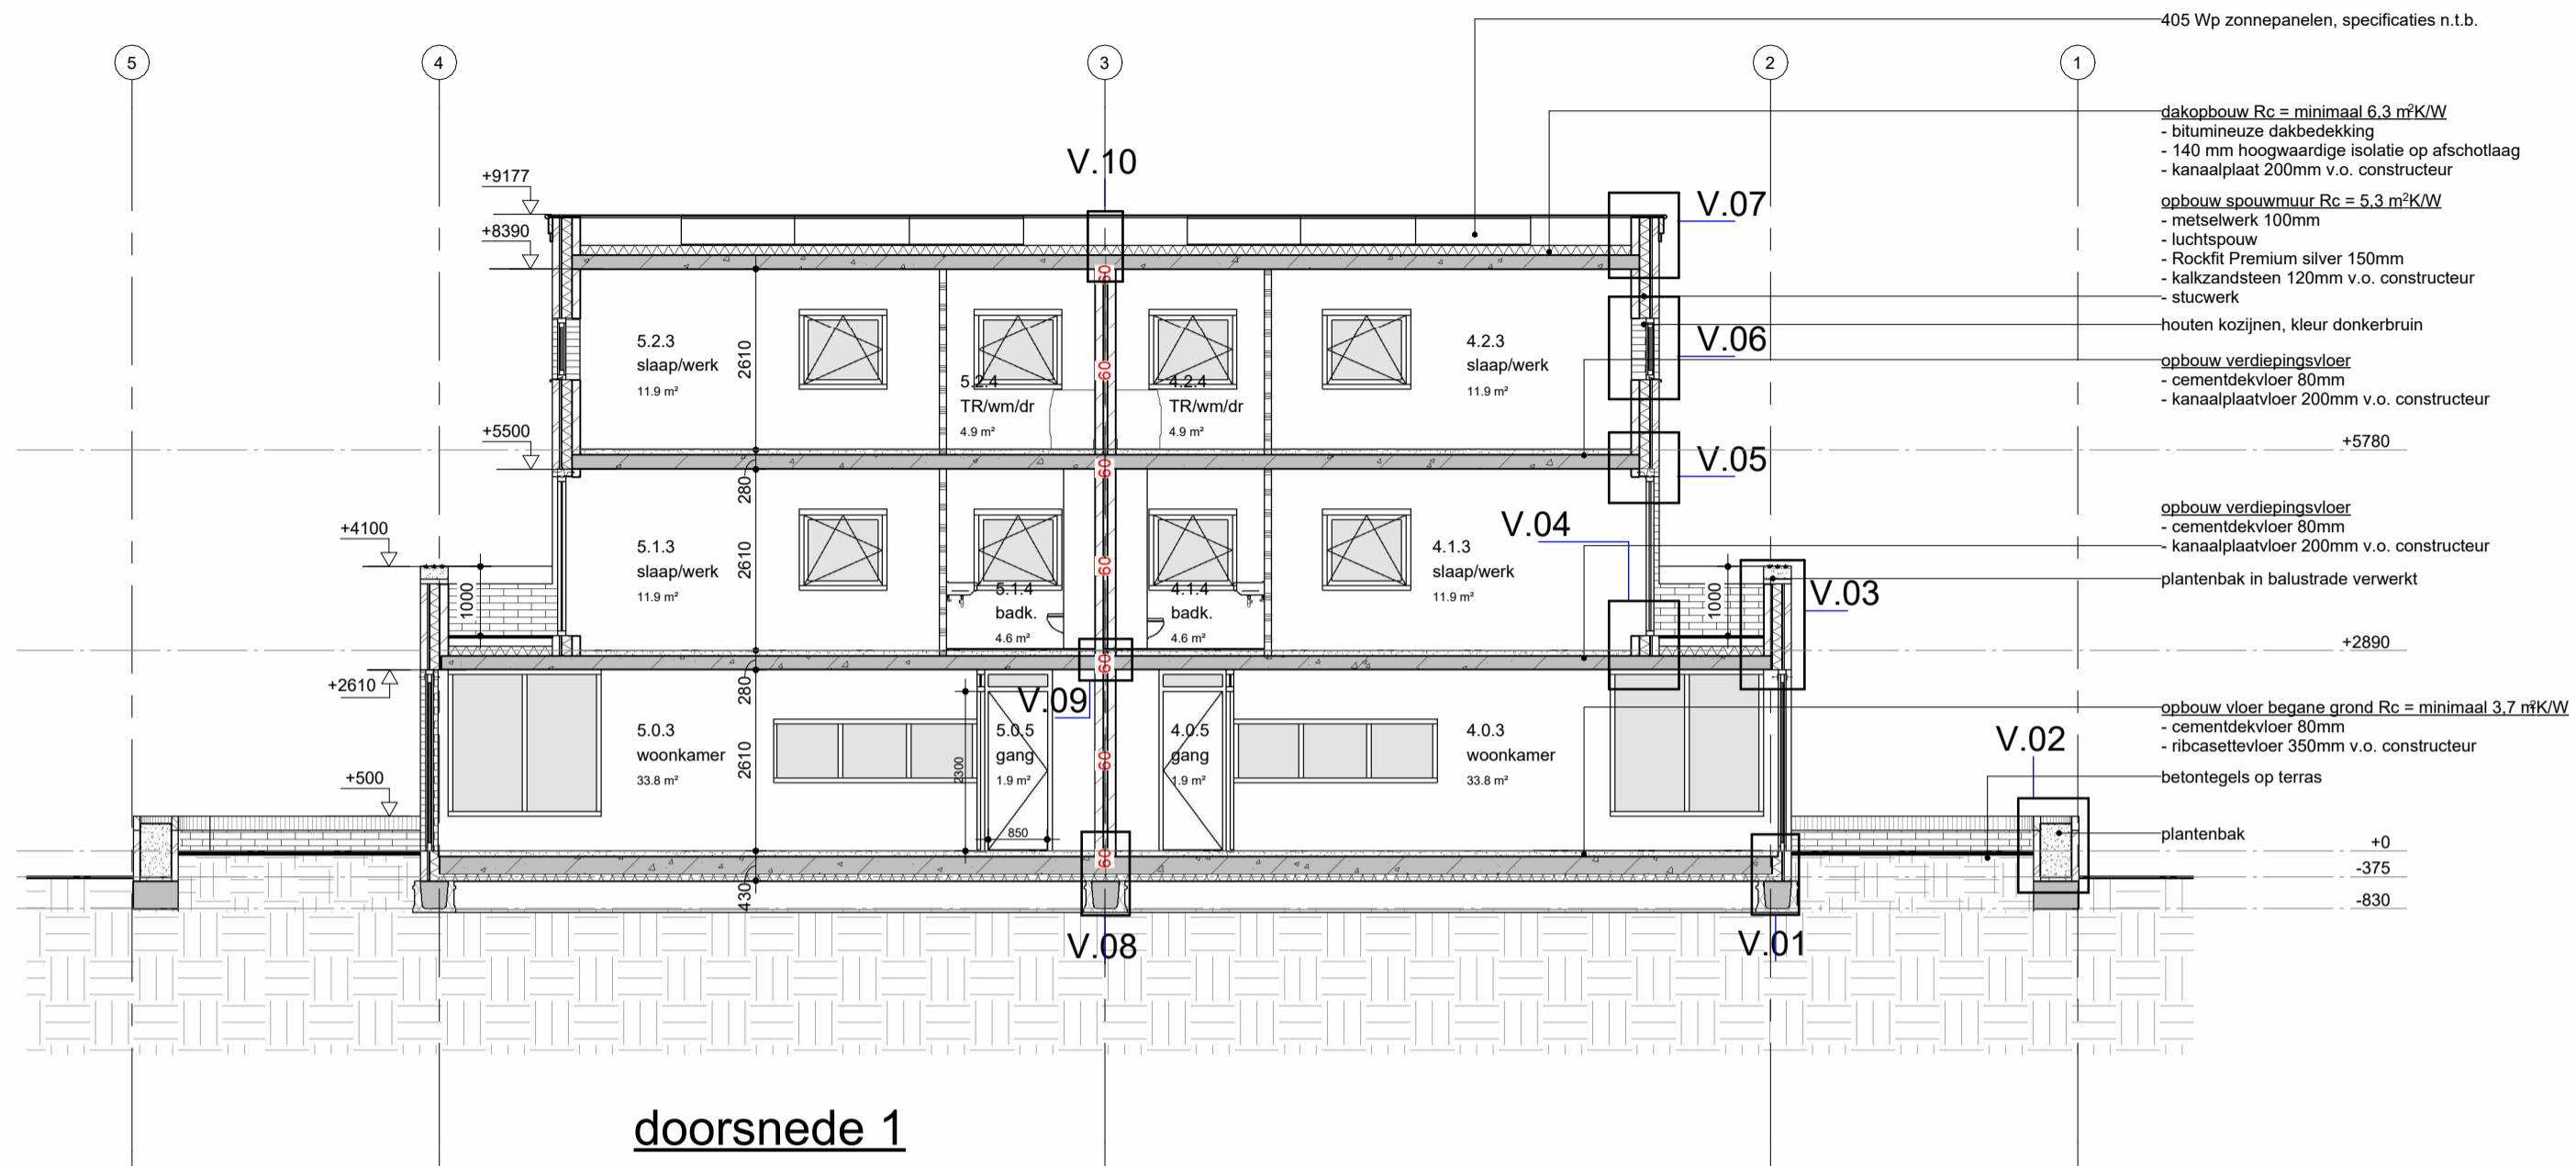 405 Wp zonnepanelen, specificaties n.t.b.
5
4
3
2
1
dakopbouw Rc = minimaal 6,3 m²K/W
- bitumineuze dakbedekking
- 140 mm hoogwaardige isolatie op afschotlaag
- kanaalplaat 200mm v.o. constructeur
V.10
+9177
V.07
opbouw spouwmuur Rc = 5,3 m²K/W
- metselwerk 100mm
- luchtspouw
- Rockfit Premium silver 150mm
- kalkzandsteen 120mm v.o. constructeur
- stucwerk
+8390
60
houten kozijnen, kleur donkerbruin
V.06
5.2.3
slaap/werk
11.9 m²
2610
5.2.4
TR/wm/dr
4.9 m²
60
4.2.4
TR/wm/dr
4.9 m²
4.2.3
slaap/werk
11.9 m²
opbouw verdiepingsvloer
- cementdekvloer 80mm
- kanaalplaatvloer 200mm v.o. constructeur
+5500
+5780
V.05
280
60
+4100
V.04
opbouw verdiepingsvloer
- cementdekvloer 80mm
- kanaalplaatvloer 200mm v.o. constructeur
plantenbak in balustrade verwerkt
1000
5.1.3
slaap/werk
11.9 m²
2610
5.1.4
badk.
4.6 m²
60
4.1.4
badk.
4.6 m²
4.1.3
slaap/werk
11.9 m²
1000
V.03
+2890
+2610
280
60
V.09
opbouw vloer begane grond Rc = minimaal 3,7 m²K/W
- cementdekvloer 80mm
- ribcasettevloer 350mm v.o. constructeur
5.0.3
woonkamer
33.8 m²
2610
2300
5.0.5
gang
1.9 m²
850
60
4.0.5
gang
1.9 m²
4.0.3
woonkamer
33.8 m²
V.02
betontegels op terras
+500
plantenbak
+0
-375
-830
430
60
V.08
V.01
doorsnede 1